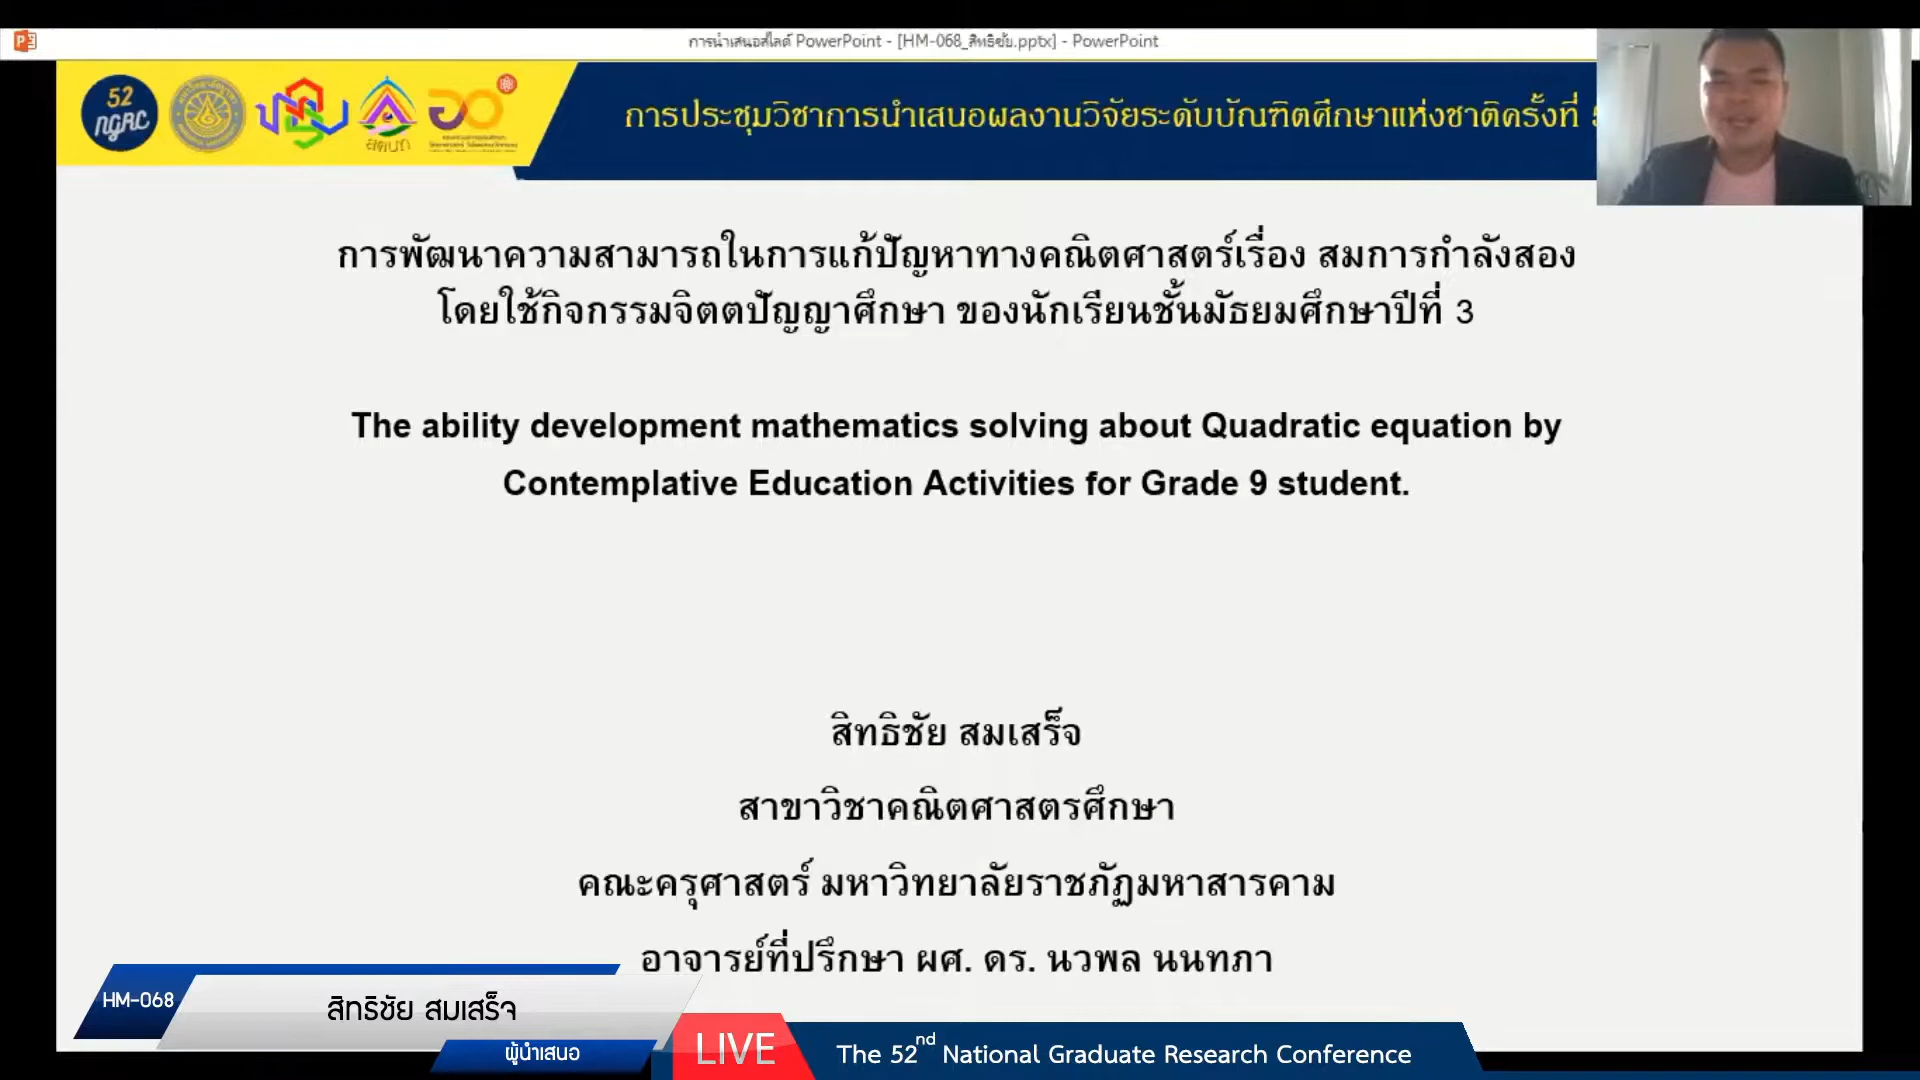 การนำเสนอสไลด์ PowerPoint - [HM-068_สิทธิชัย.pptx] - PowerPoint
52
NGRC
สคบท
การประชุมวิชาการนำเสนอผลงานวิจัยระดับบัณฑิตศึกษาแห่งชาติครั้งที่
การพัฒนาความสามารถในการแก้ปัญหาทางคณิตศาสตร์เรื่อง สมการกำลังสอง
โดยใช้กิจกรรมจิตตปัญญาศึกษา ของนักเรียนชั้นมัธยมศึกษาปีที่ 3
The ability development mathematics solving about Quadratic equation by
Contemplative Education Activities for Grade 9 student.
สิทธิชัย สมเสร็จ
สาขาวิชาคณิตศาสตรศึกษา
คณะครุศาสตร์ มหาวิทยาลัยราชภัฏมหาสารคาม
อาจารย์ที่ปรึกษา ผศ. ดร. นวพล นนทภา
HM-068
สิทธิชัย สมเสร็จ
ผู้นำเสนอ
LIVE
The 52nd National Graduate Research Conference